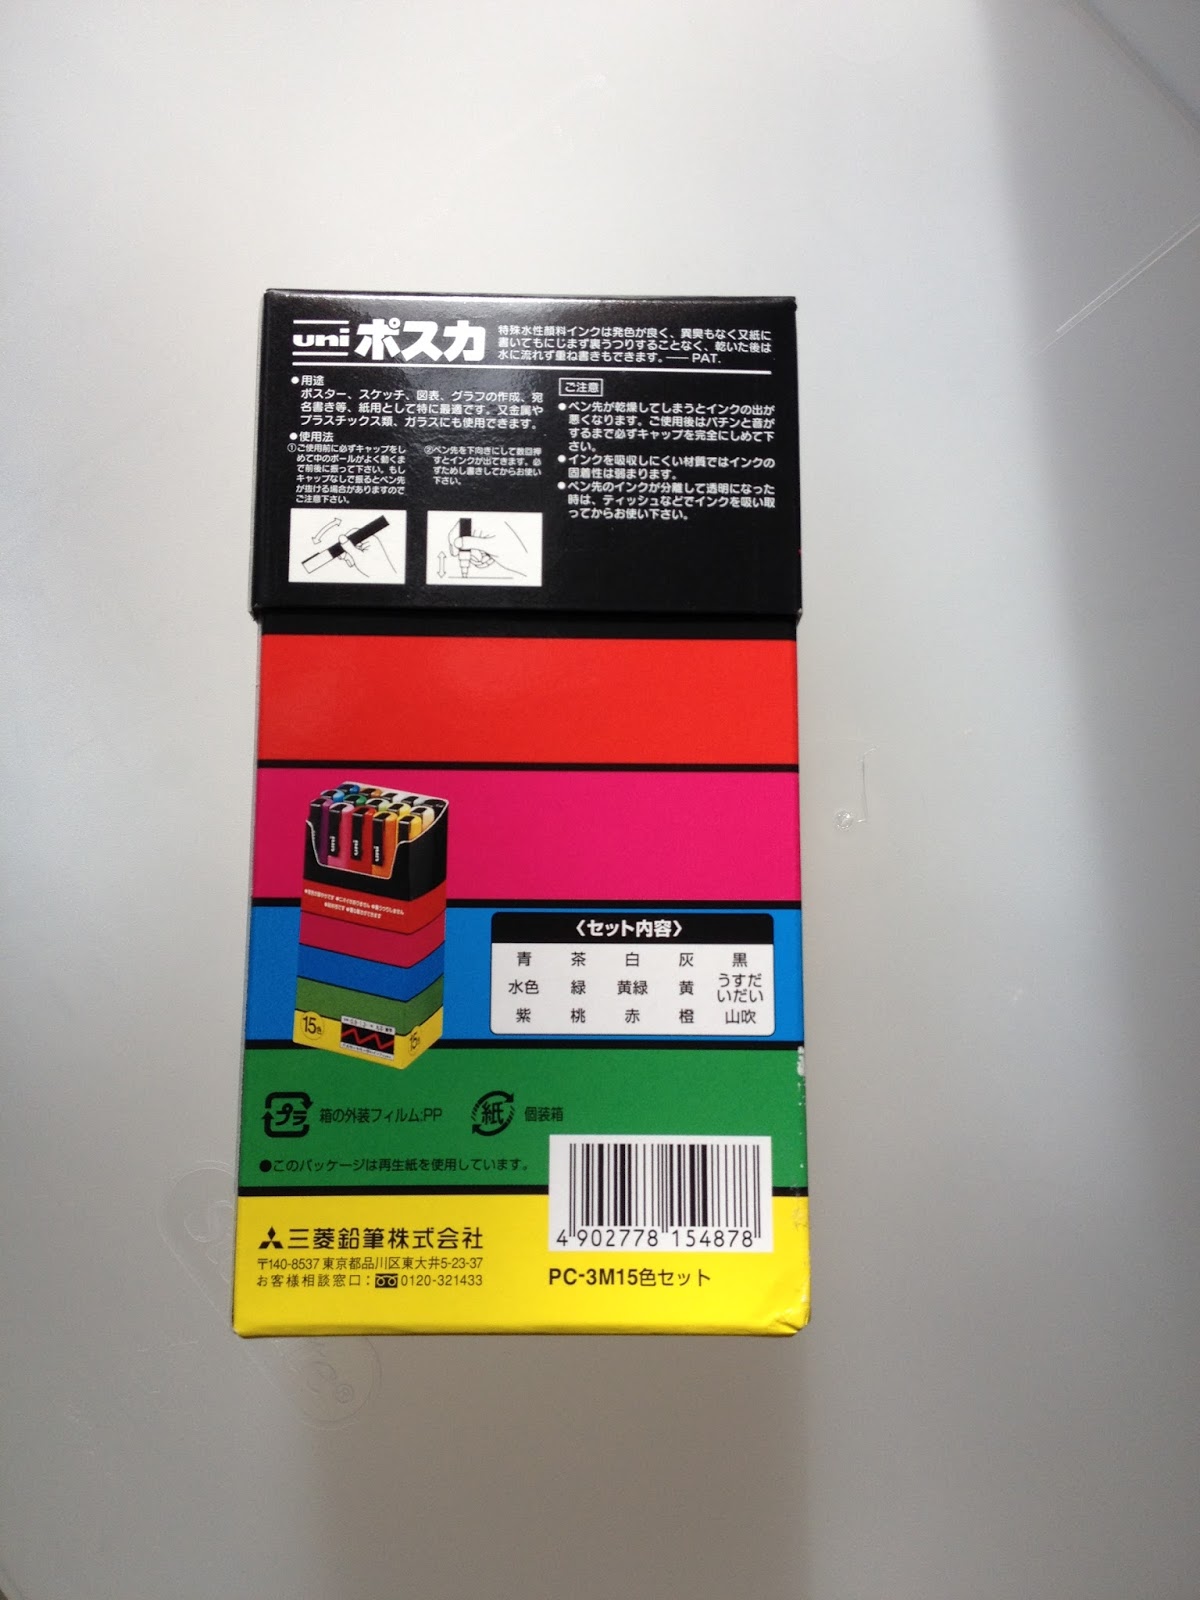 uni ポスカ
特殊水性顔料インクは発色が良く、異臭もなく又紙に
書いてもにじまず裏うつりすることなく、乾いた後は
水に流れず重ね書きもできます。── PAT.
●用途
ポスター、スケッチ、図表、グラフの作成、宛
名書き等、紙用として特に最適です。又金属や
プラスチックス類、ガラスにも使用できます。
●使用法
①ご使用前に必ずキャップをし
めて中のボールがよく動くま
で前後に振って下さい。もし
キャップなしで振るとペン先
が抜ける場合がありますので
ご注意下さい。
②ペン先を下向きにして数回押
すとインクが出てきます。必
ずためし書きしてからお使い
下さい。
ご注意
●ペン先が乾燥してしまうとインクの出が
悪くなります。ご使用後はパチンと音が
するまで必ずキャップを完全にしめて下
さい。
●インクを吸収しにくい材質ではインクの
固着性は弱まります。
●ペン先のインクが分離して透明になった
時は、ティッシュなどでインクを吸い取
ってからお使い下さい。
uni
uni
uni
15色
15色
〈セット内容〉
青 茶 白 灰 黒
水色 緑 黄緑 黄 うすだ
いだい
紫 桃 赤 橙 山吹
プラ 箱の外装フィルム:PP 紙 個装箱
●このパッケージは再生紙を使用しています。
三菱鉛筆株式会社
〒140-8537 東京都品川区東大井5-23-37
お客様相談窓口: 0120-321433
4 902778 154878
PC-3M15色セット